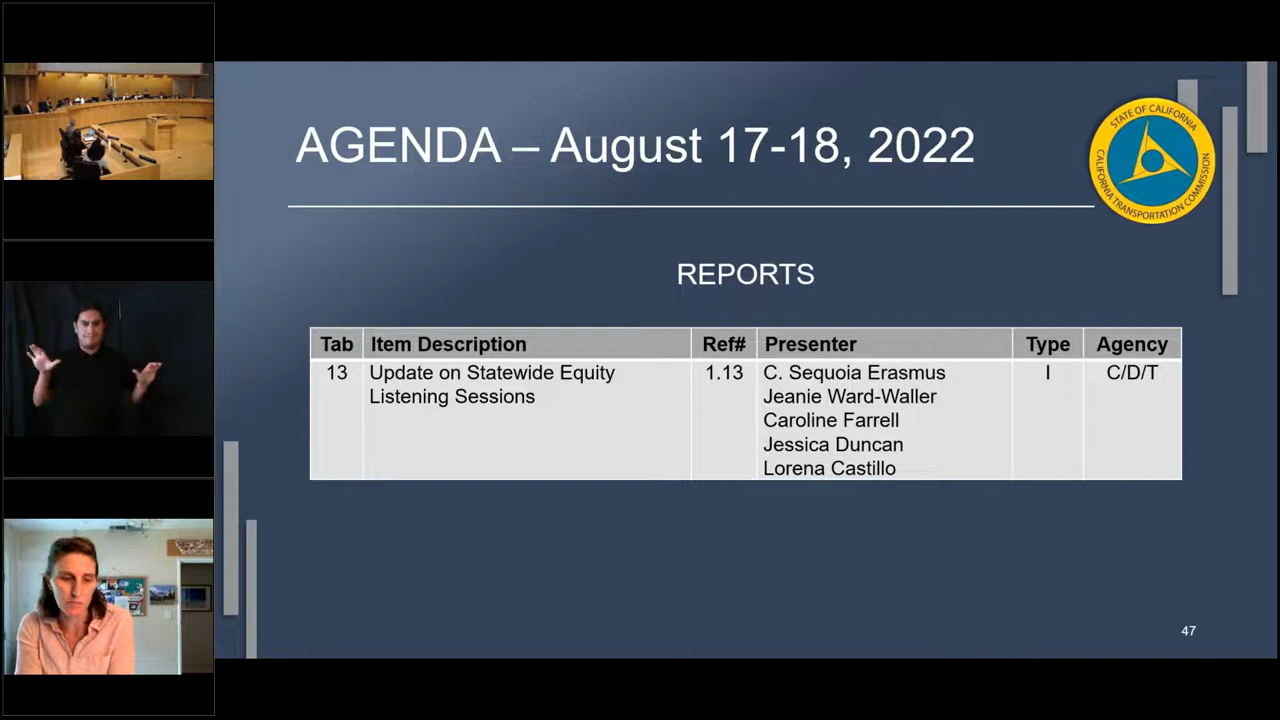 AGENDA – August 17-18, 2022
STATE OF CALIFORNIA
CALIFORNIA TRANSPORTATION COMMISSION
REPORTS
Tab Item Description Ref# Presenter Type Agency
13 Update on Statewide Equity 1.13 C. Sequoia Erasmus I C/D/T
Listening Sessions Jeanie Ward-Waller
Caroline Farrell
Jessica Duncan
Lorena Castillo
47